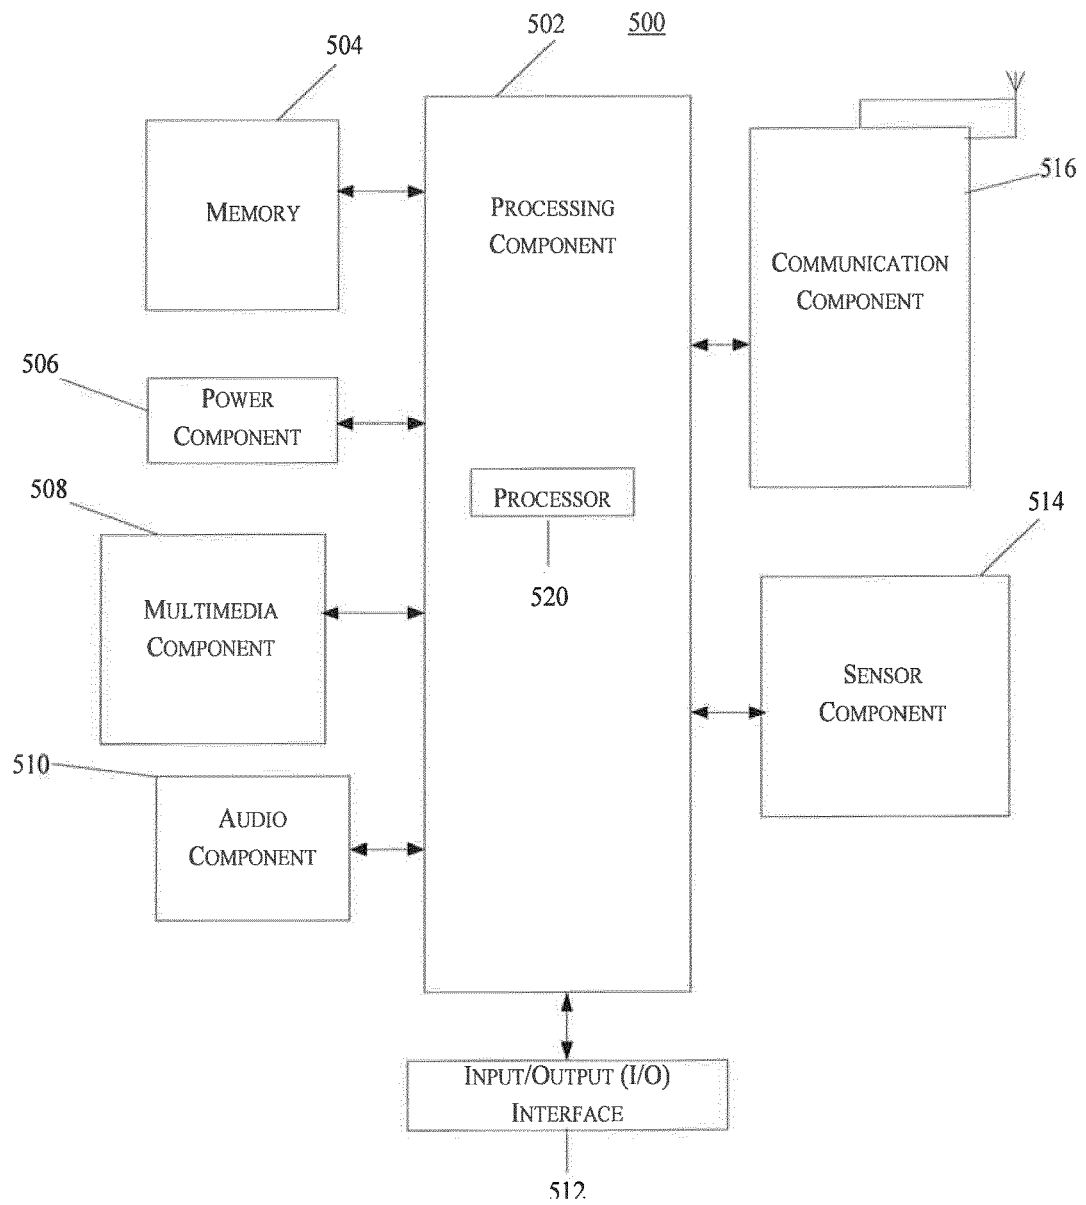 500
502
504
MEMORY
PROCESSING
COMPONENT
516
COMMUNICATION
COMPONENT
506
POWER
COMPONENT
508
PROCESSOR
520
514
MULTIMEDIA
COMPONENT
SENSOR
COMPONENT
510
AUDIO
COMPONENT
INPUT/OUTPUT (I/O)
INTERFACE
512